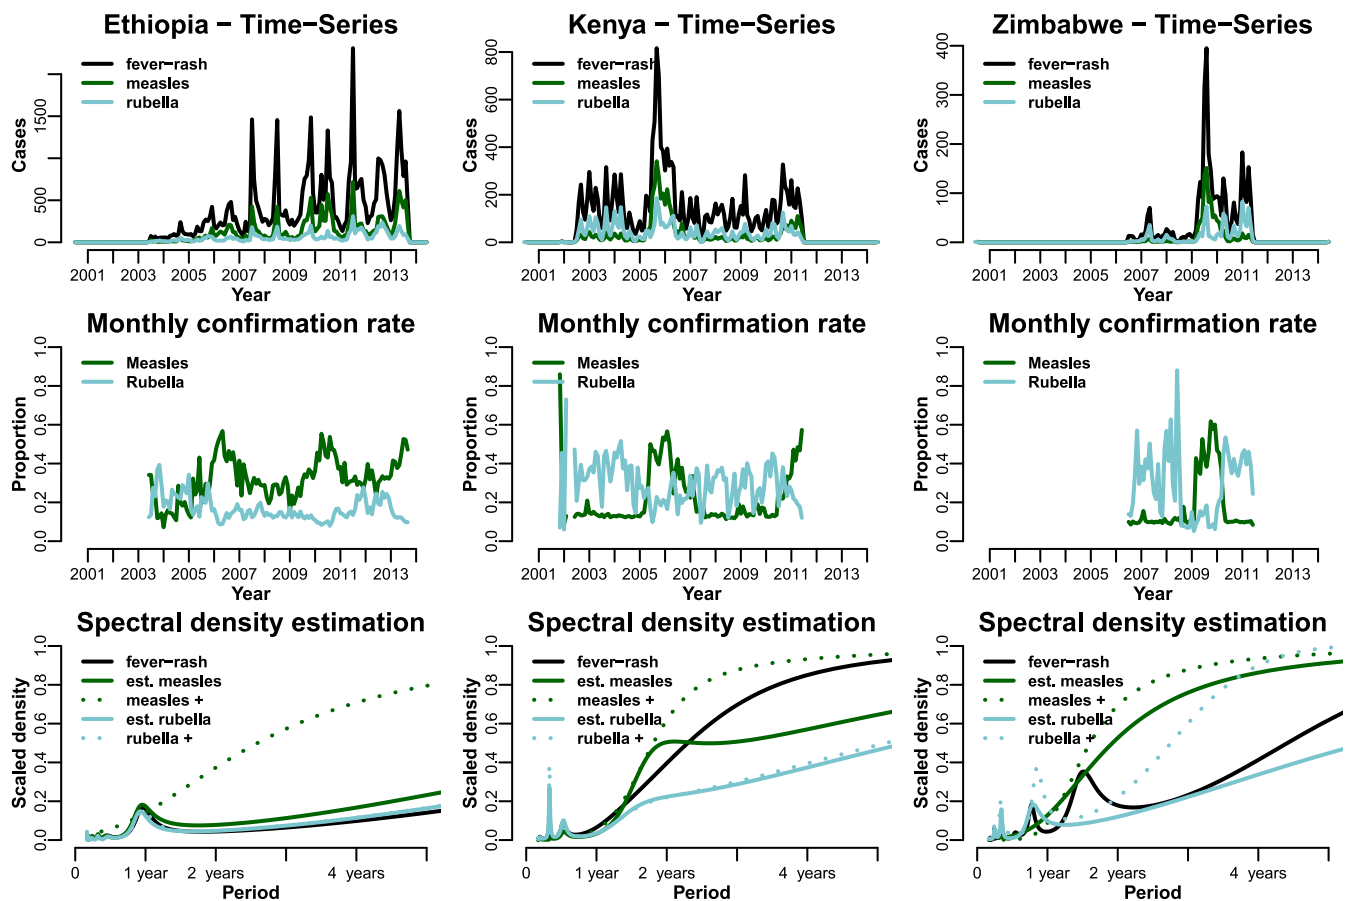 Ethiopia − Time−Series
Kenya − Time−Series
Zimbabwe − Time−Series
Cases
1500
500
0
fever−rash
measles
rubella
2001 2003 2005 2007 2009 2011 2013
Year
Cases
800
600
400
200
0
fever−rash
measles
rubella
2001 2003 2005 2007 2009 2011 2013
Year
Cases
400
300
200
100
0
fever−rash
measles
rubella
2001 2003 2005 2007 2009 2011 2013
Year
Monthly confirmation rate
Monthly confirmation rate
Monthly confirmation rate
Proportion
1.0
0.8
0.6
0.4
0.2
0.0
Measles
Rubella
2001 2003 2005 2007 2009 2011 2013
Year
Proportion
1.0
0.8
0.6
0.4
0.2
0.0
Measles
Rubella
2001 2003 2005 2007 2009 2011 2013
Year
Proportion
1.0
0.8
0.6
0.4
0.2
0.0
Measles
Rubella
2001 2003 2005 2007 2009 2011 2013
Year
Spectral density estimation
Spectral density estimation
Spectral density estimation
Scaled density
1.0
0.8
0.6
0.4
0.2
0.0
fever−rash
est. measles
measles +
est. rubella
rubella +
0 1 year 2 years 4 years
Period
Scaled density
1.0
0.8
0.6
0.4
0.2
0.0
fever−rash
est. measles
measles +
est. rubella
rubella +
0 1 year 2 years 4 years
Period
Scaled density
1.0
0.8
0.6
0.4
0.2
0.0
fever−rash
est. measles
measles +
est. rubella
rubella +
0 1 year 2 years 4 years
Period